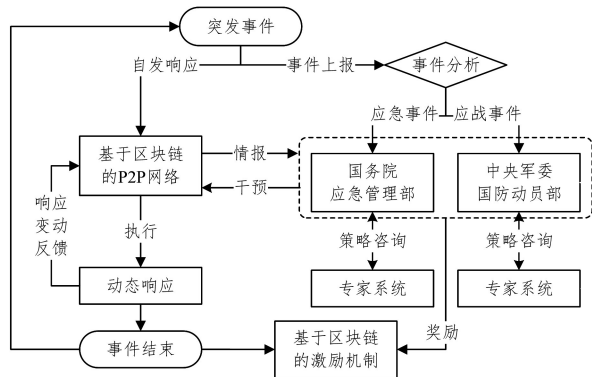 突发事件
自发响应
事件上报
事件分析
应急事件
应战事件
基于区块链
的P2P网络
情报
干预
国务院
应急管理部
中央军委
国防动员部
响应
变动
反馈
执行
策略咨询
策略咨询
动态响应
专家系统
专家系统
事件结束
基于区块链
的激励机制
奖励